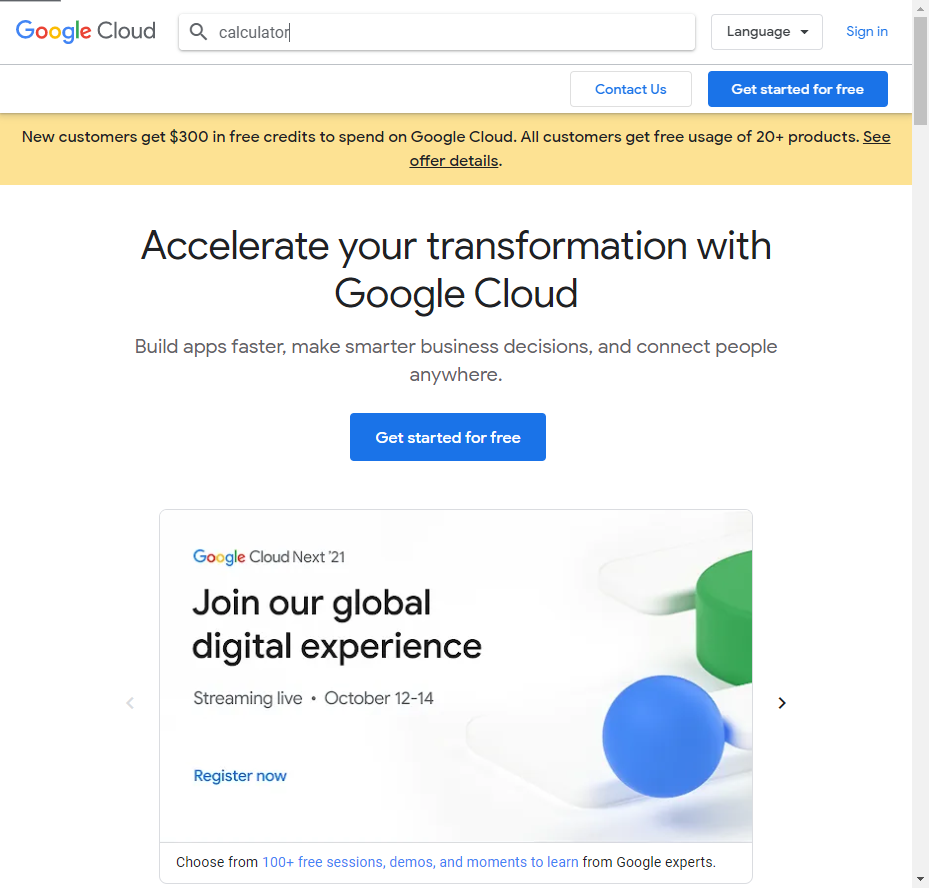 Google Cloud
calculator
Language
Sign in
Contact Us
Get started for free
New customers get $300 in free credits to spend on Google Cloud. All customers get free usage of 20+ products. See
offer details.
Accelerate your transformation with
Google Cloud
Build apps faster, make smarter business decisions, and connect people
anywhere.
Get started for free
Google Cloud Next '21
Join our global
digital experience
Streaming live • October 12-14
Register now
Choose from 100+ free sessions, demos, and moments to learn from Google experts.